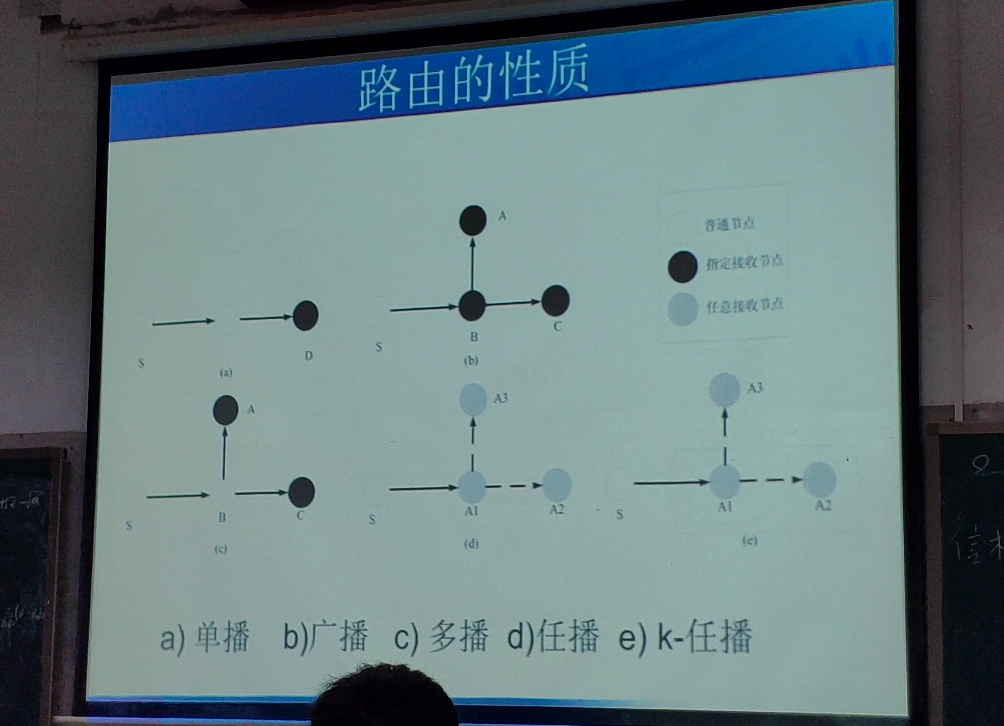 路由的性质
A
普通节点
指定接收节点
任意接收节点
S
D
(a)
S
B
C
(b)
A
S
B
C
(c)
A3
S
A1
A2
(d)
A3
S
A1
A2
(e)
a) 单播 b)广播 c) 多播 d)任播 e) k-任播